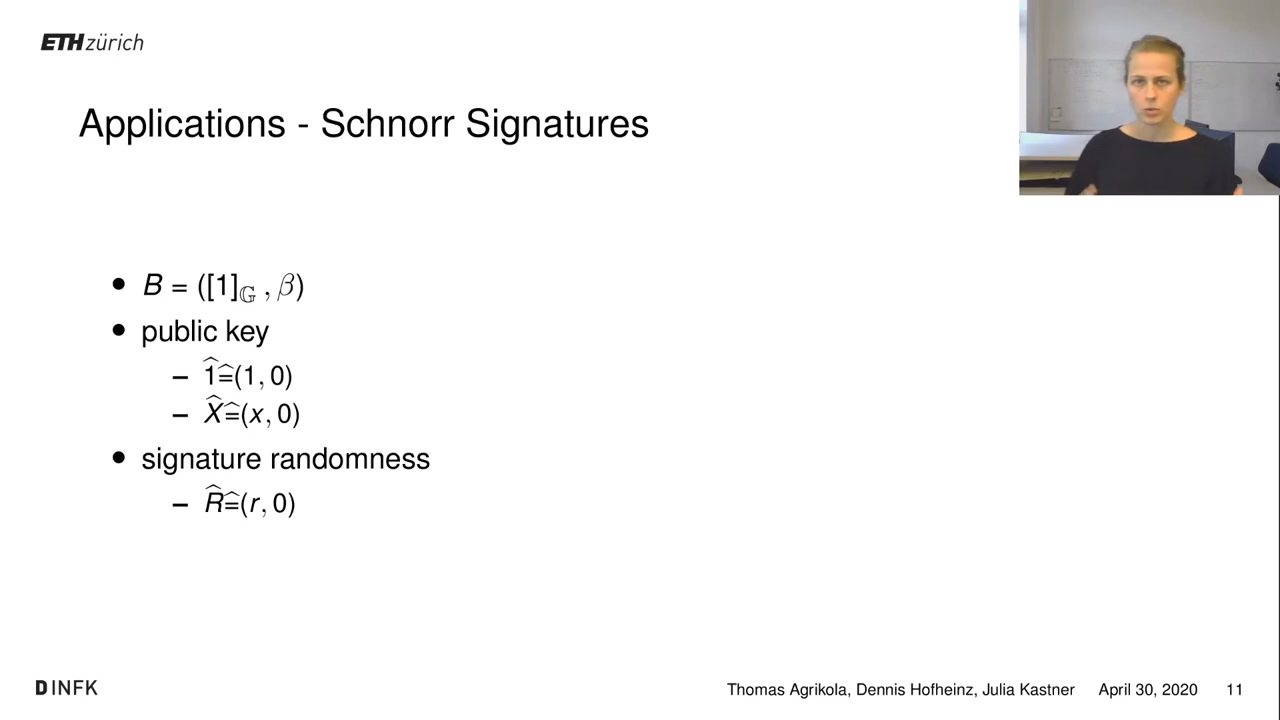 ETH zürich
Applications - Schnorr Signatures
• B = ([1]_𝔾 , β)
• public key
– 1̂ ≙ (1, 0)
– X̂ ≙ (x, 0)
• signature randomness
– R̂ ≙ (r, 0)
D INFK
Thomas Agrikola, Dennis Hofheinz, Julia Kastner April 30, 2020 11